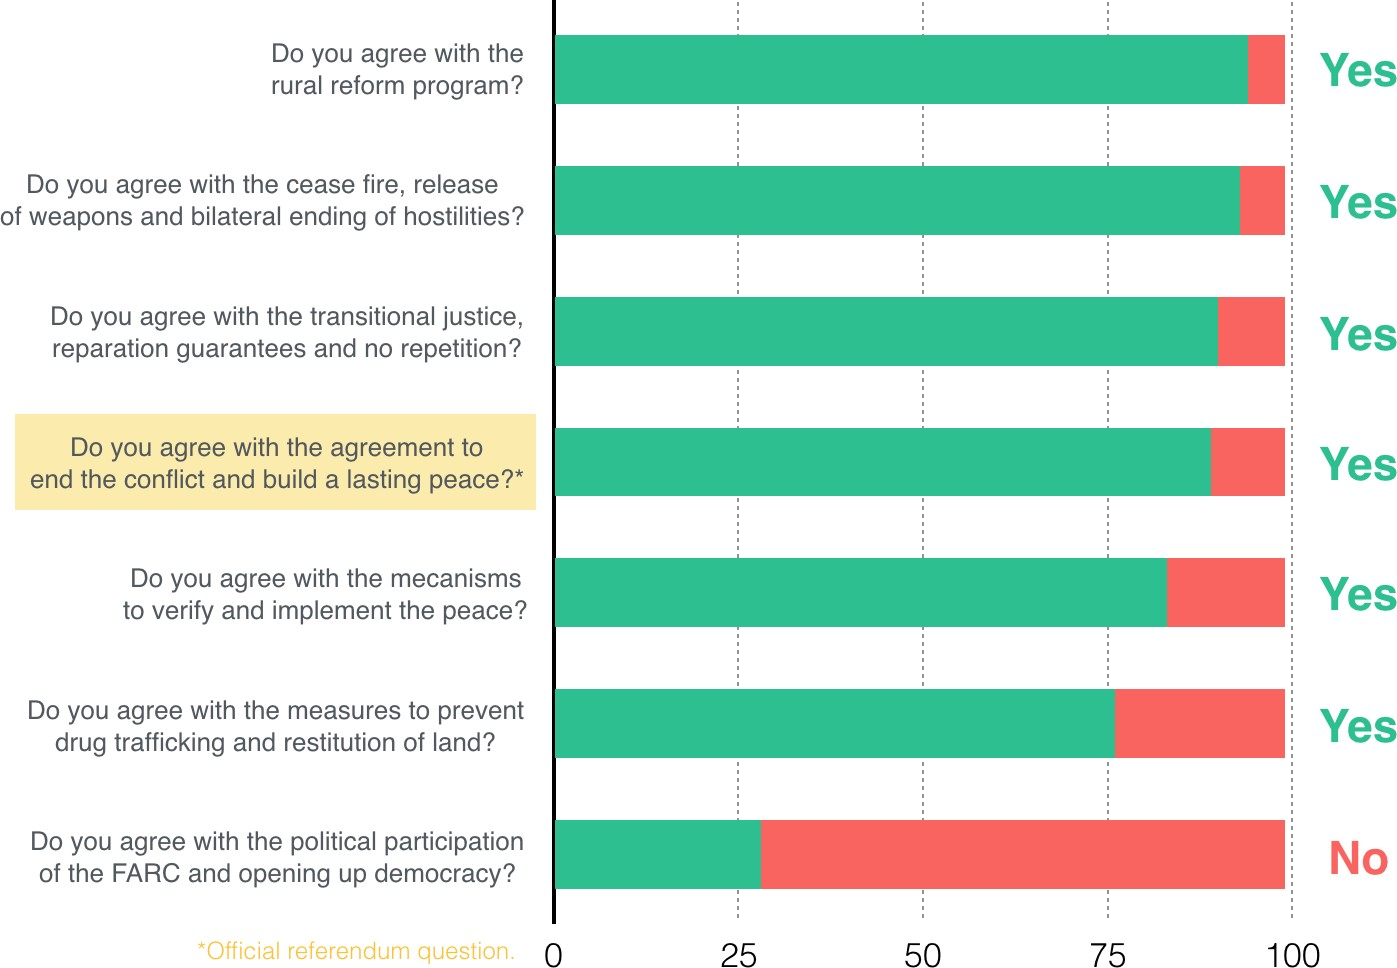 Do you agree with the
rural reform program?
Yes
Do you agree with the cease fire, release
of weapons and bilateral ending of hostilities?
Yes
Do you agree with the transitional justice,
reparation guarantees and no repetition?
Yes
Do you agree with the agreement to
end the conflict and build a lasting peace?*
Yes
Do you agree with the mecanisms
to verify and implement the peace?
Yes
Do you agree with the measures to prevent
drug trafficking and restitution of land?
Yes
Do you agree with the political participation
of the FARC and opening up democracy?
No
*Official referendum question.
0 25 50 75 100